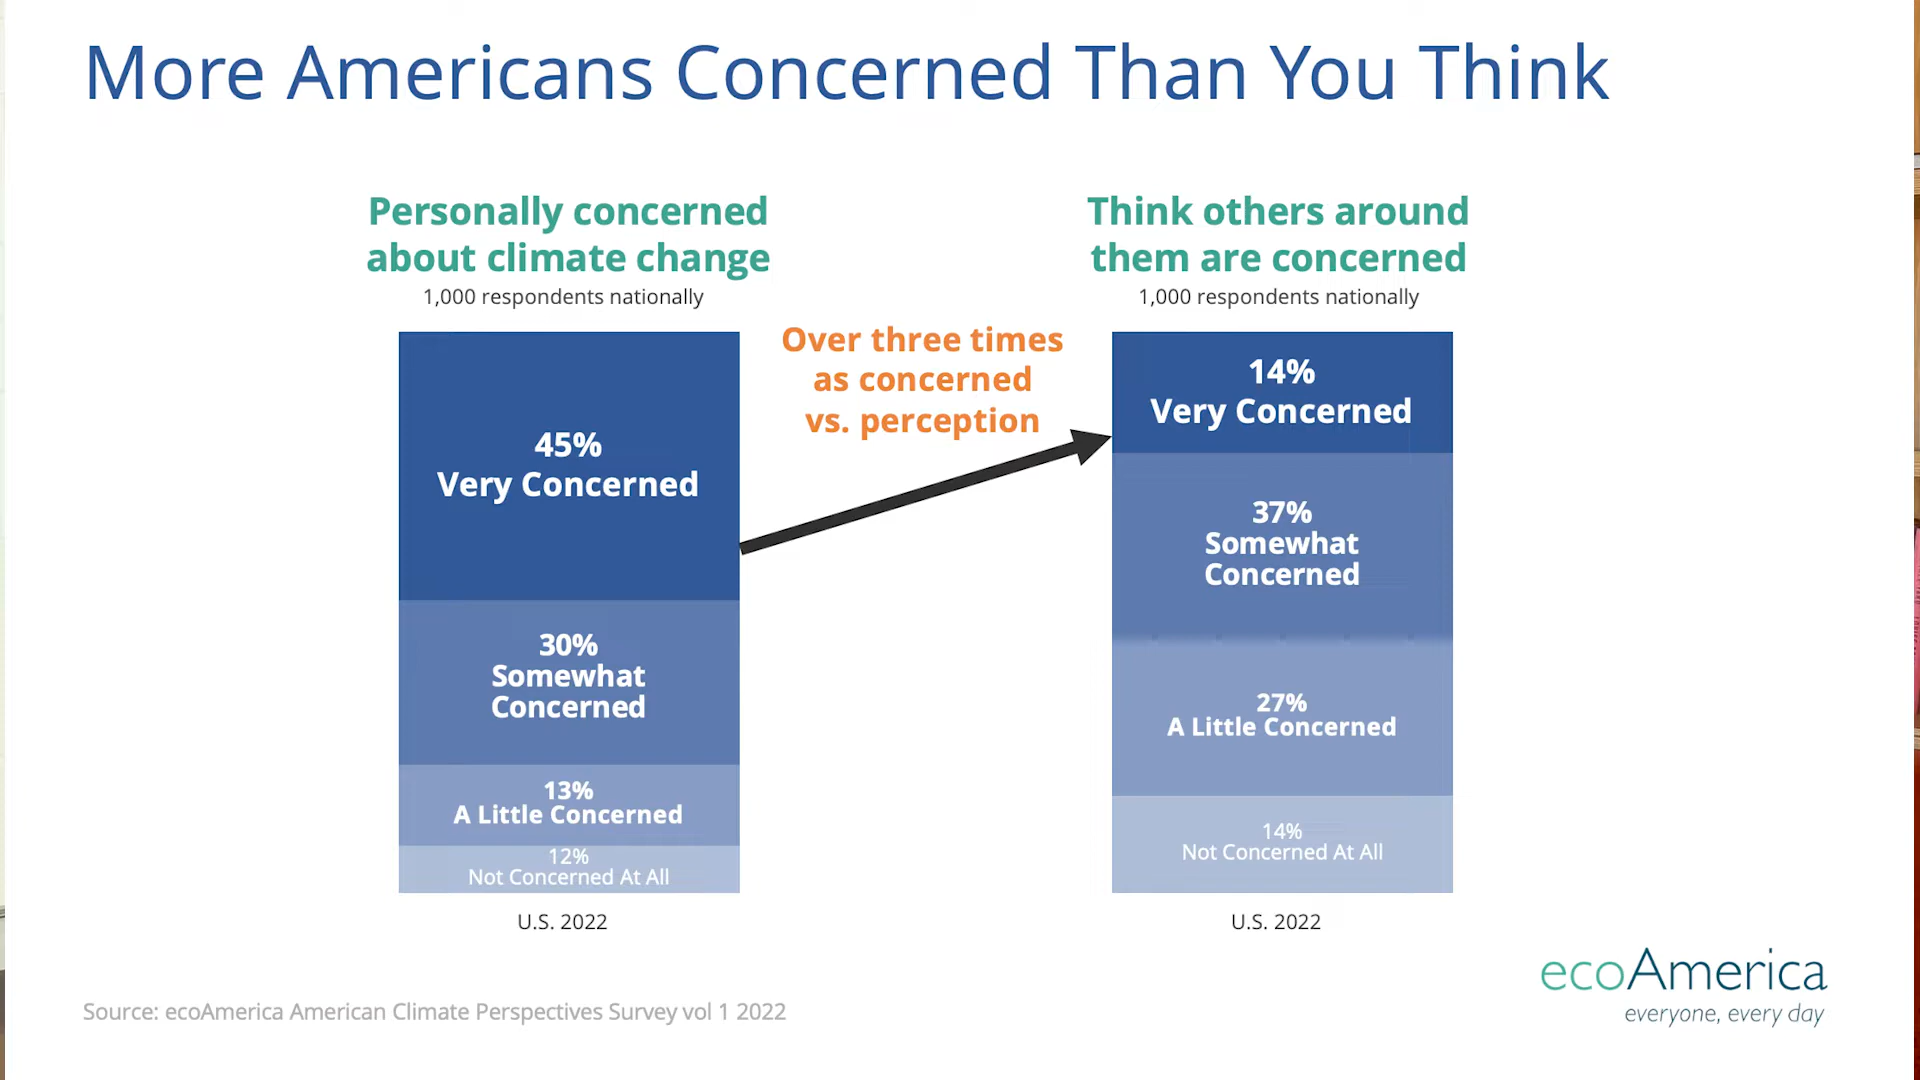 More Americans Concerned Than You Think
Personally concerned
about climate change
1,000 respondents nationally
45%
Very Concerned
30%
Somewhat
Concerned
13%
A Little Concerned
12%
Not Concerned At All
U.S. 2022
Over three times
as concerned
vs. perception
Think others around
them are concerned
1,000 respondents nationally
14%
Very Concerned
37%
Somewhat
Concerned
27%
A Little Concerned
14%
Not Concerned At All
U.S. 2022
Source: ecoAmerica American Climate Perspectives Survey vol 1 2022
ecoAmerica
everyone, every day